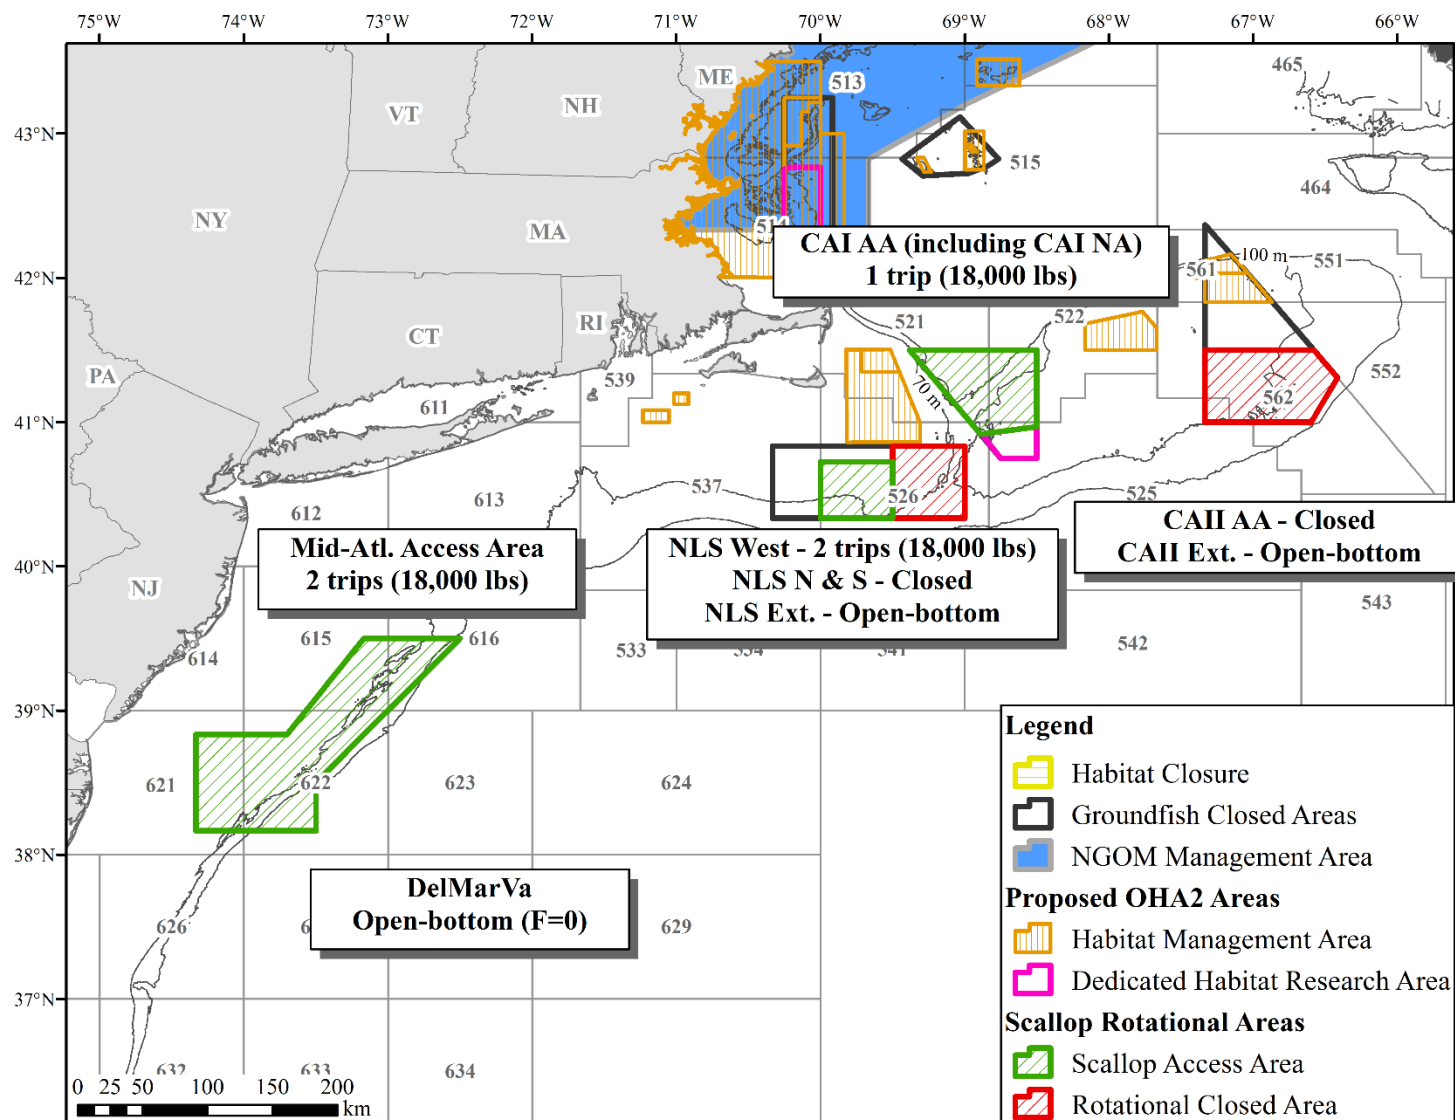 75°W 74°W 73°W 72°W 71°W 70°W 69°W 68°W 67°W 66°W
ME
513
465
VT
NH
43°N
515
464
NY
MA
514
CAI AA (including CAI NA)
1 trip (18,000 lbs)
100 m
551
561
42°N
CT
RI
521
522
PA
539
70 m
552
562
611
41°N
537
526
525
613
612
Mid-Atl. Access Area
2 trips (18,000 lbs)
NLS West - 2 trips (18,000 lbs)
NLS N & S - Closed
NLS Ext. - Open-bottom
CAII AA - Closed
CAII Ext. - Open-bottom
40°N
NJ
543
615
616
614
533
534
541
542
39°N
621
622
623
624
38°N
DelMarVa
Open-bottom (F=0)
626
629
37°N
632
633
634
0 25 50 100 150 200
km
Legend
Habitat Closure
Groundfish Closed Areas
NGOM Management Area
Proposed OHA2 Areas
Habitat Management Area
Dedicated Habitat Research Area
Scallop Rotational Areas
Scallop Access Area
Rotational Closed Area